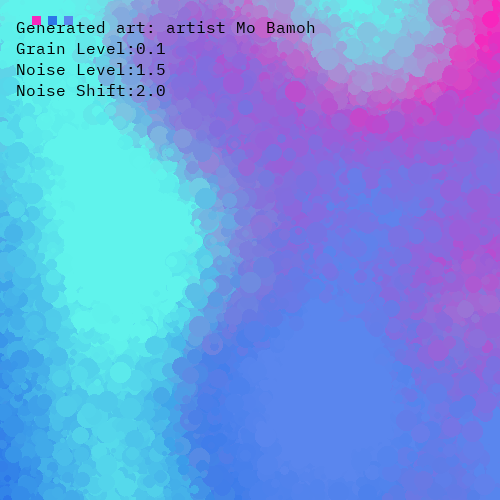 Generated art: artist Mo Bamoh
Grain Level:0.1
Noise Level:1.5
Noise Shift:2.0